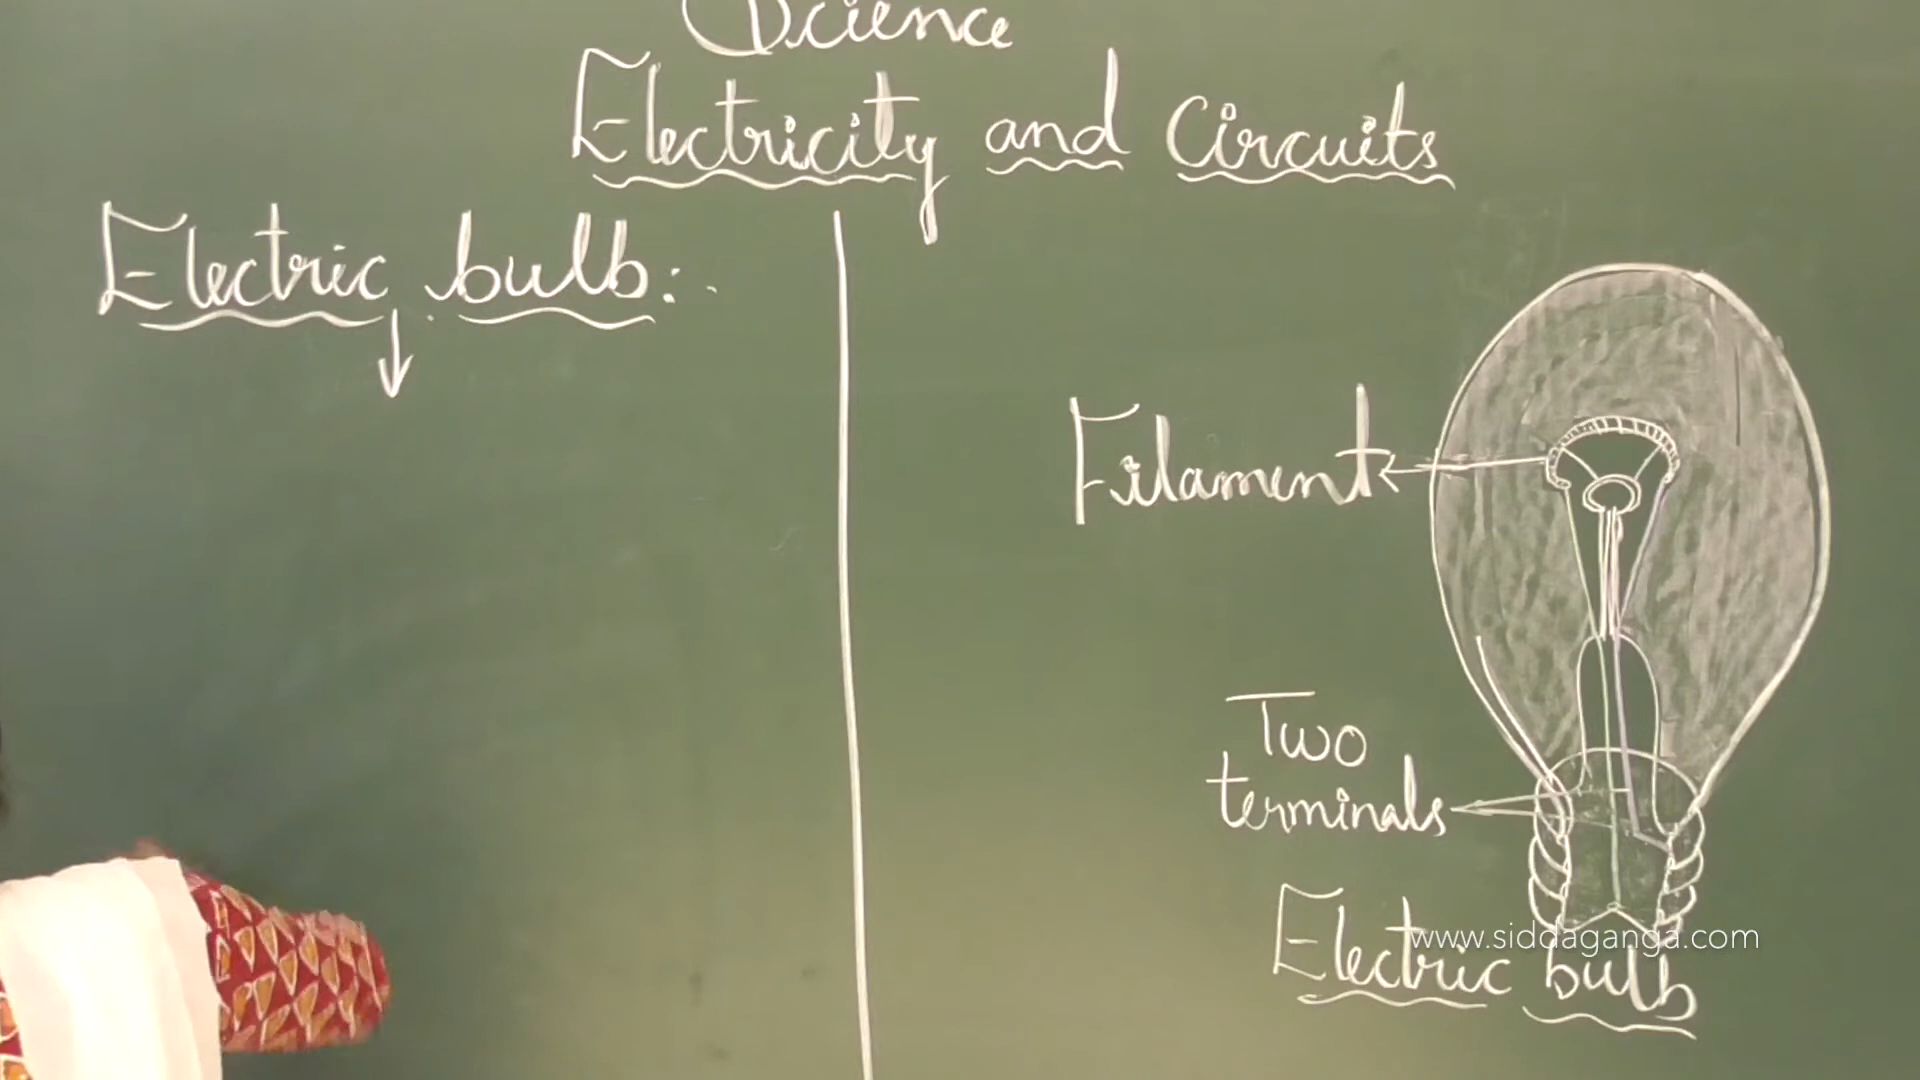 Science
Electricity and Circuits
Electric bulb:
Filament
Two
terminals
Electric bulb
www.siddaganga.com